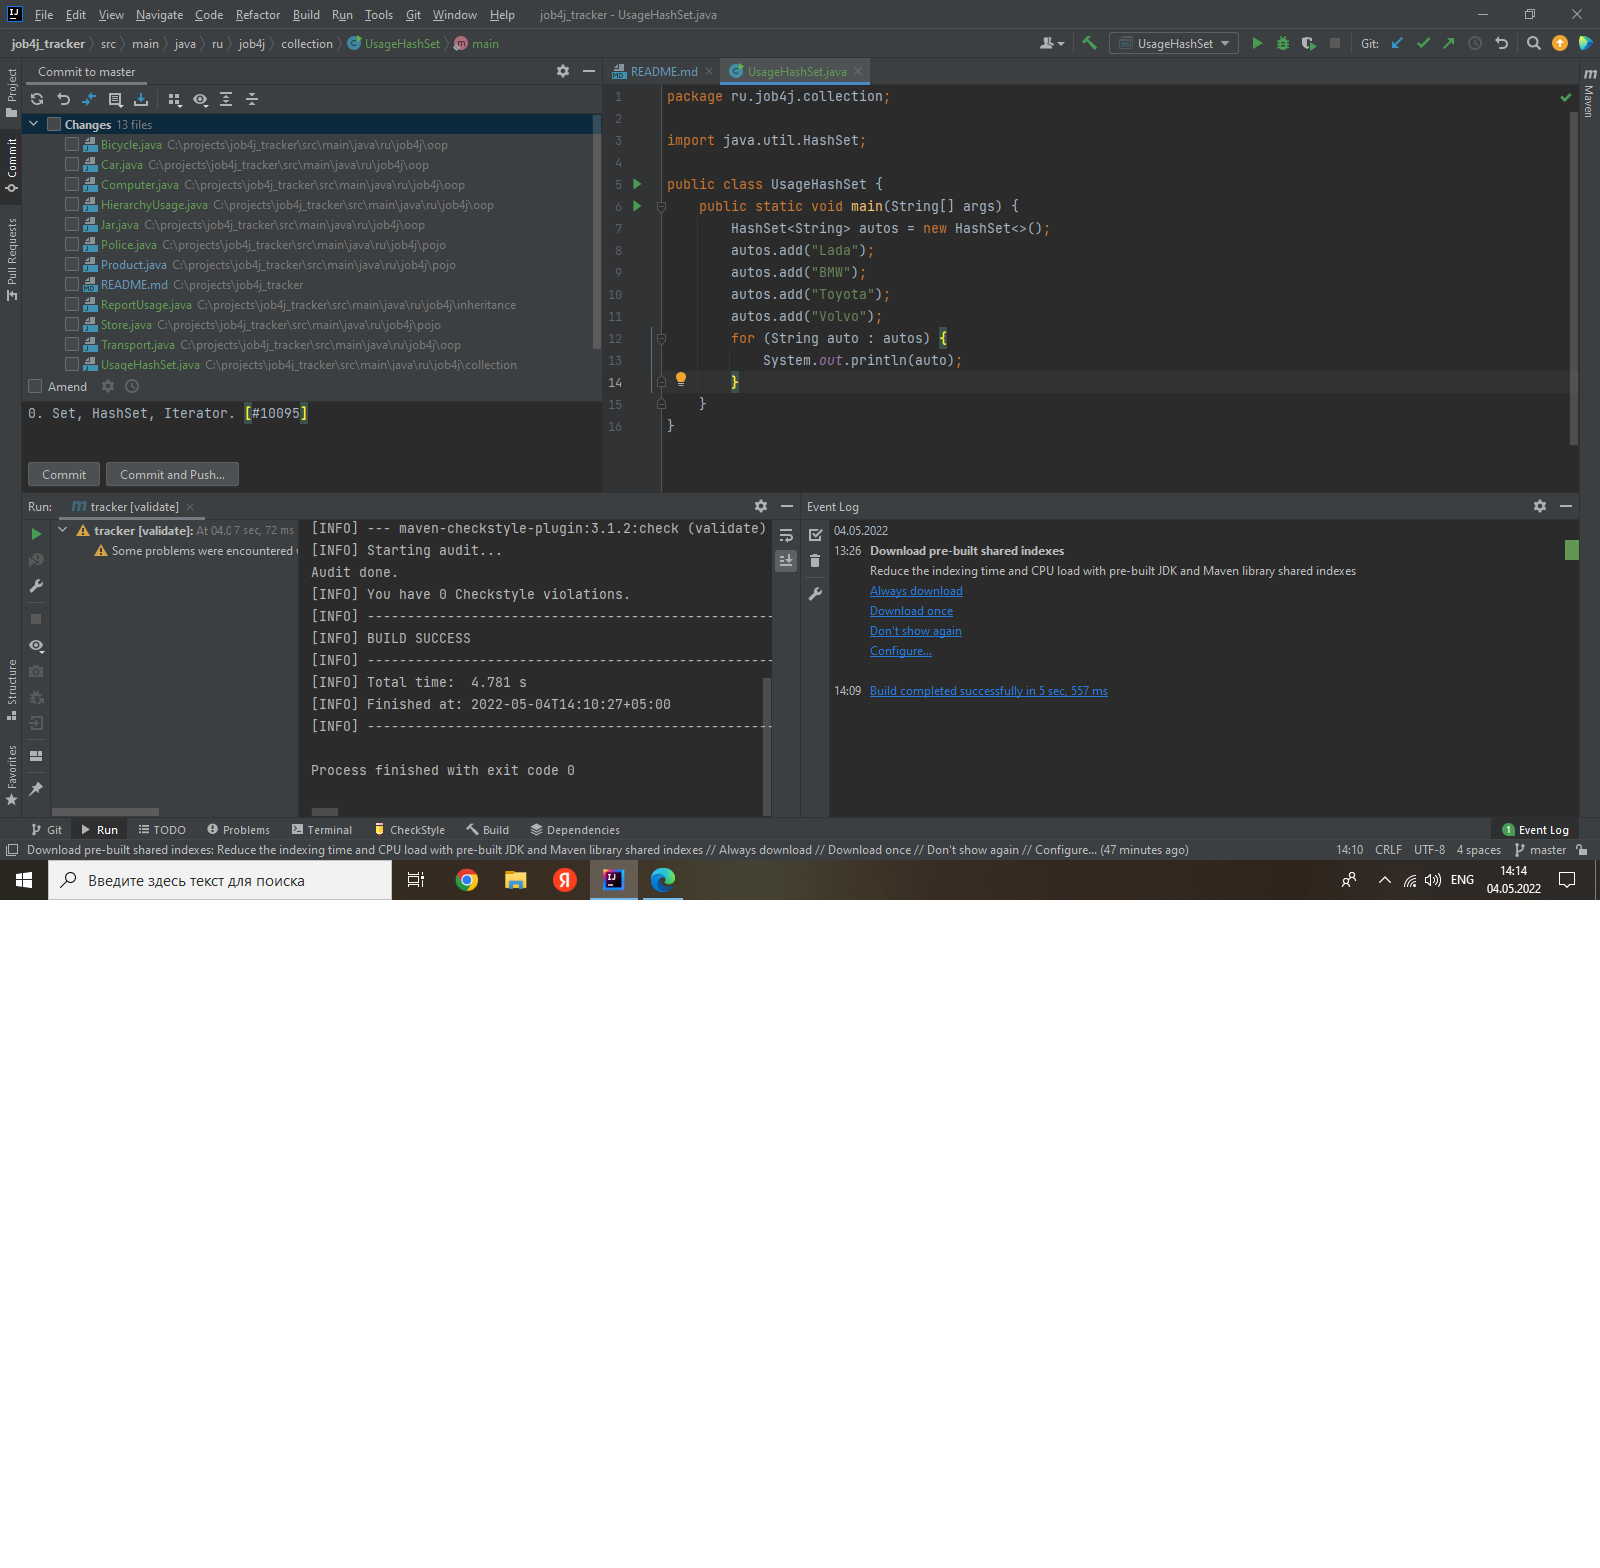 File Edit View Navigate Code Refactor Build Run Tools Git Window Help job4j_tracker - UsageHashSet.java
job4j_tracker src main java ru job4j collection UsageHashSet main
UsageHashSet Git:
Project
Commit
Pull Requests
Structure
Favorites
Maven
Commit to master
Changes 13 files
Bicycle.java C:\projects\job4j_tracker\src\main\java\ru\job4j\oop
Car.java C:\projects\job4j_tracker\src\main\java\ru\job4j\oop
Computer.java C:\projects\job4j_tracker\src\main\java\ru\job4j\oop
HierarchyUsage.java C:\projects\job4j_tracker\src\main\java\ru\job4j\oop
Jar.java C:\projects\job4j_tracker\src\main\java\ru\job4j\oop
Police.java C:\projects\job4j_tracker\src\main\java\ru\job4j\pojo
Product.java C:\projects\job4j_tracker\src\main\java\ru\job4j\pojo
README.md C:\projects\job4j_tracker
ReportUsage.java C:\projects\job4j_tracker\src\main\java\ru\job4j\inheritance
Store.java C:\projects\job4j_tracker\src\main\java\ru\job4j\pojo
Transport.java C:\projects\job4j_tracker\src\main\java\ru\job4j\oop
UsageHashSet.java C:\projects\job4j_tracker\src\main\java\ru\job4j\collection
Amend
0. Set, HashSet, Iterator. [#10095]
Commit Commit and Push...
README.md UsageHashSet.java
1 package ru.job4j.collection;
2
3 import java.util.HashSet;
4
5 public class UsageHashSet {
6 public static void main(String[] args) {
7 HashSet<String> autos = new HashSet<>();
8 autos.add("Lada");
9 autos.add("BMW");
10 autos.add("Toyota");
11 autos.add("Volvo");
12 for (String auto : autos) {
13 System.out.println(auto);
14 }
15 }
16 }
Run: tracker [validate]
tracker [validate]: At 04.0 7 sec, 72 ms
Some problems were encountered
[INFO] --- maven-checkstyle-plugin:3.1.2:check (validate)
[INFO] Starting audit...
Audit done.
[INFO] You have 0 Checkstyle violations.
[INFO] ---------------------------------------------------
[INFO] BUILD SUCCESS
[INFO] ---------------------------------------------------
[INFO] Total time:  4.781 s
[INFO] Finished at: 2022-05-04T14:10:27+05:00
[INFO] ---------------------------------------------------
Process finished with exit code 0
Event Log
04.05.2022
13:26 Download pre-built shared indexes
Reduce the indexing time and CPU load with pre-built JDK and Maven library shared indexes
Always download
Download once
Don't show again
Configure...
14:09 Build completed successfully in 5 sec, 557 ms
Git Run TODO Problems Terminal CheckStyle Build Dependencies 1 Event Log
Download pre-built shared indexes: Reduce the indexing time and CPU load with pre-built JDK and Maven library shared indexes // Always download // Download once // Don't show again // Configure... (47 minutes ago) 14:10 CRLF UTF-8 4 spaces master
Введите здесь текст для поиска
ENG 14:14
04.05.2022